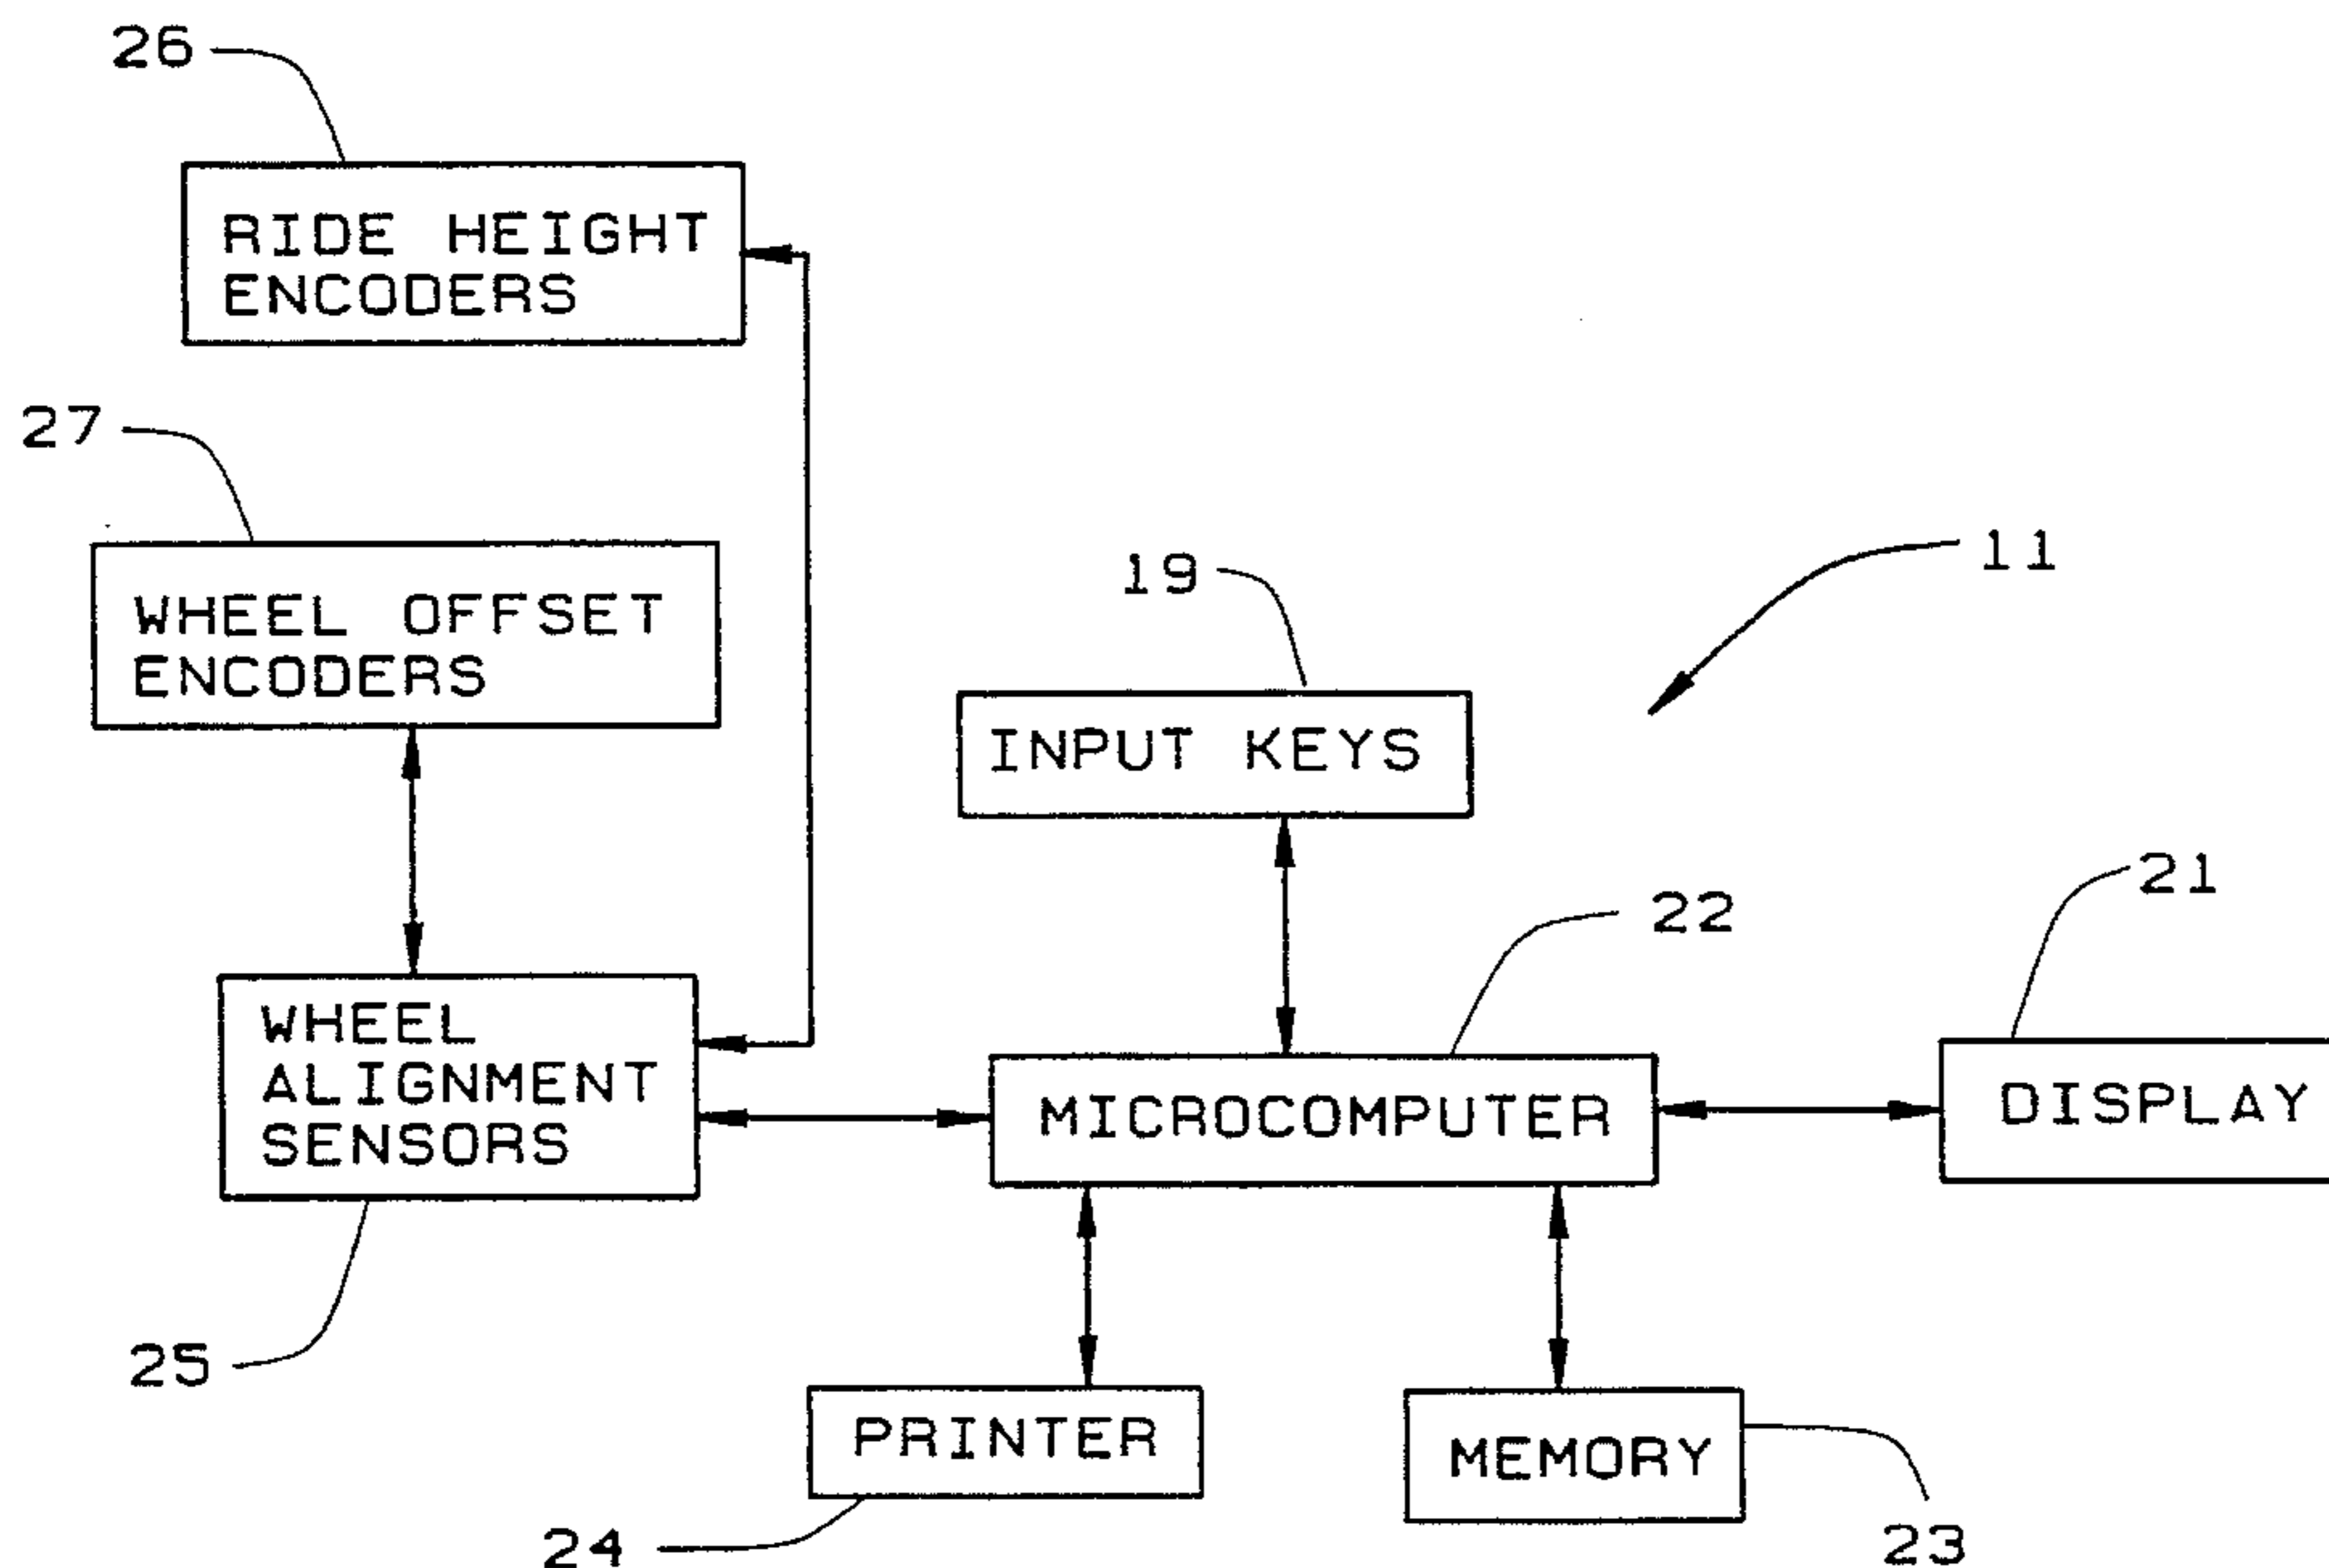 26
RIDE HEIGHT
ENCODERS
27
WHEEL OFFSET
ENCODERS
19
11
INPUT KEYS
22
21
WHEEL
ALIGNMENT
SENSORS
MICROCOMPUTER
DISPLAY
25
PRINTER
MEMORY
24
23